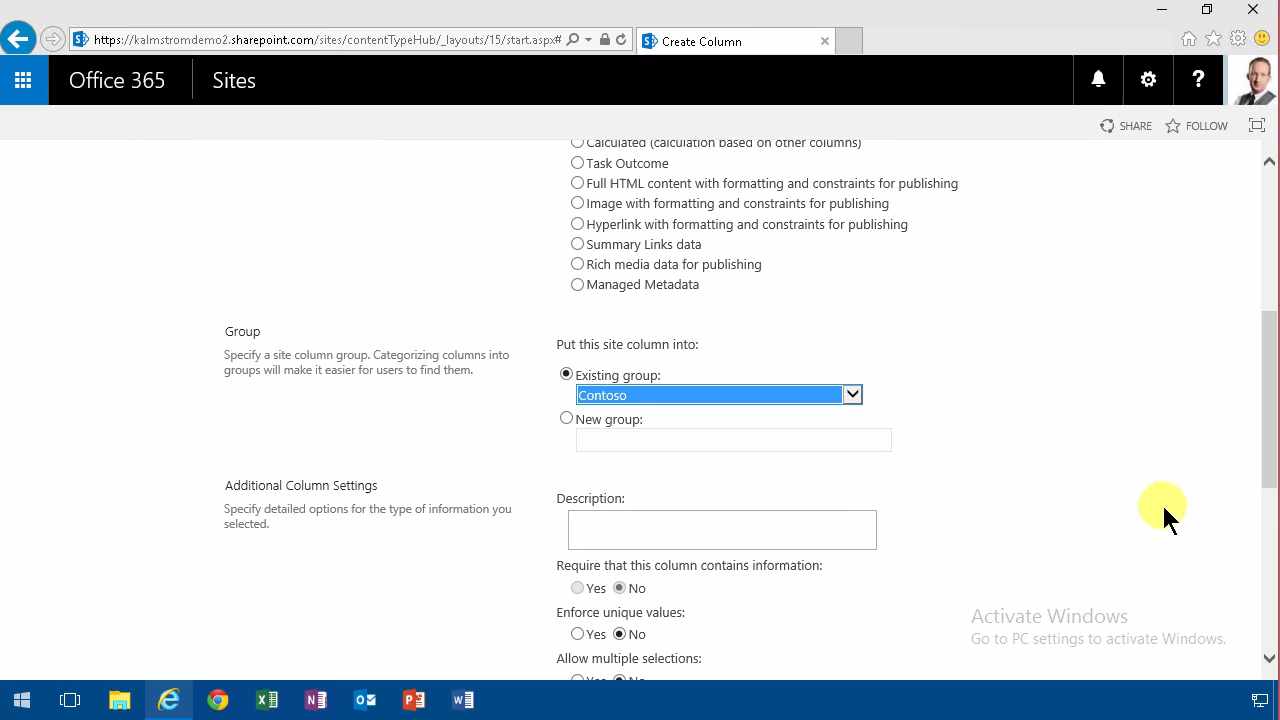 https://kalmstromdemo2.sharepoint.com/sites/contentTypeHub/_layouts/15/start.aspx#
Create Column
Office 365
Sites
?
SHARE
FOLLOW
Calculated (calculation based on other columns)
Task Outcome
Full HTML content with formatting and constraints for publishing
Image with formatting and constraints for publishing
Hyperlink with formatting and constraints for publishing
Summary Links data
Rich media data for publishing
Managed Metadata
Group
Specify a site column group. Categorizing columns into
groups will make it easier for users to find them.
Put this site column into:
Existing group:
Contoso
New group:
Additional Column Settings
Specify detailed options for the type of information you
selected.
Description:
Require that this column contains information:
Yes No
Enforce unique values:
Yes No
Allow multiple selections:
Yes No
Activate Windows
Go to PC settings to activate Windows.